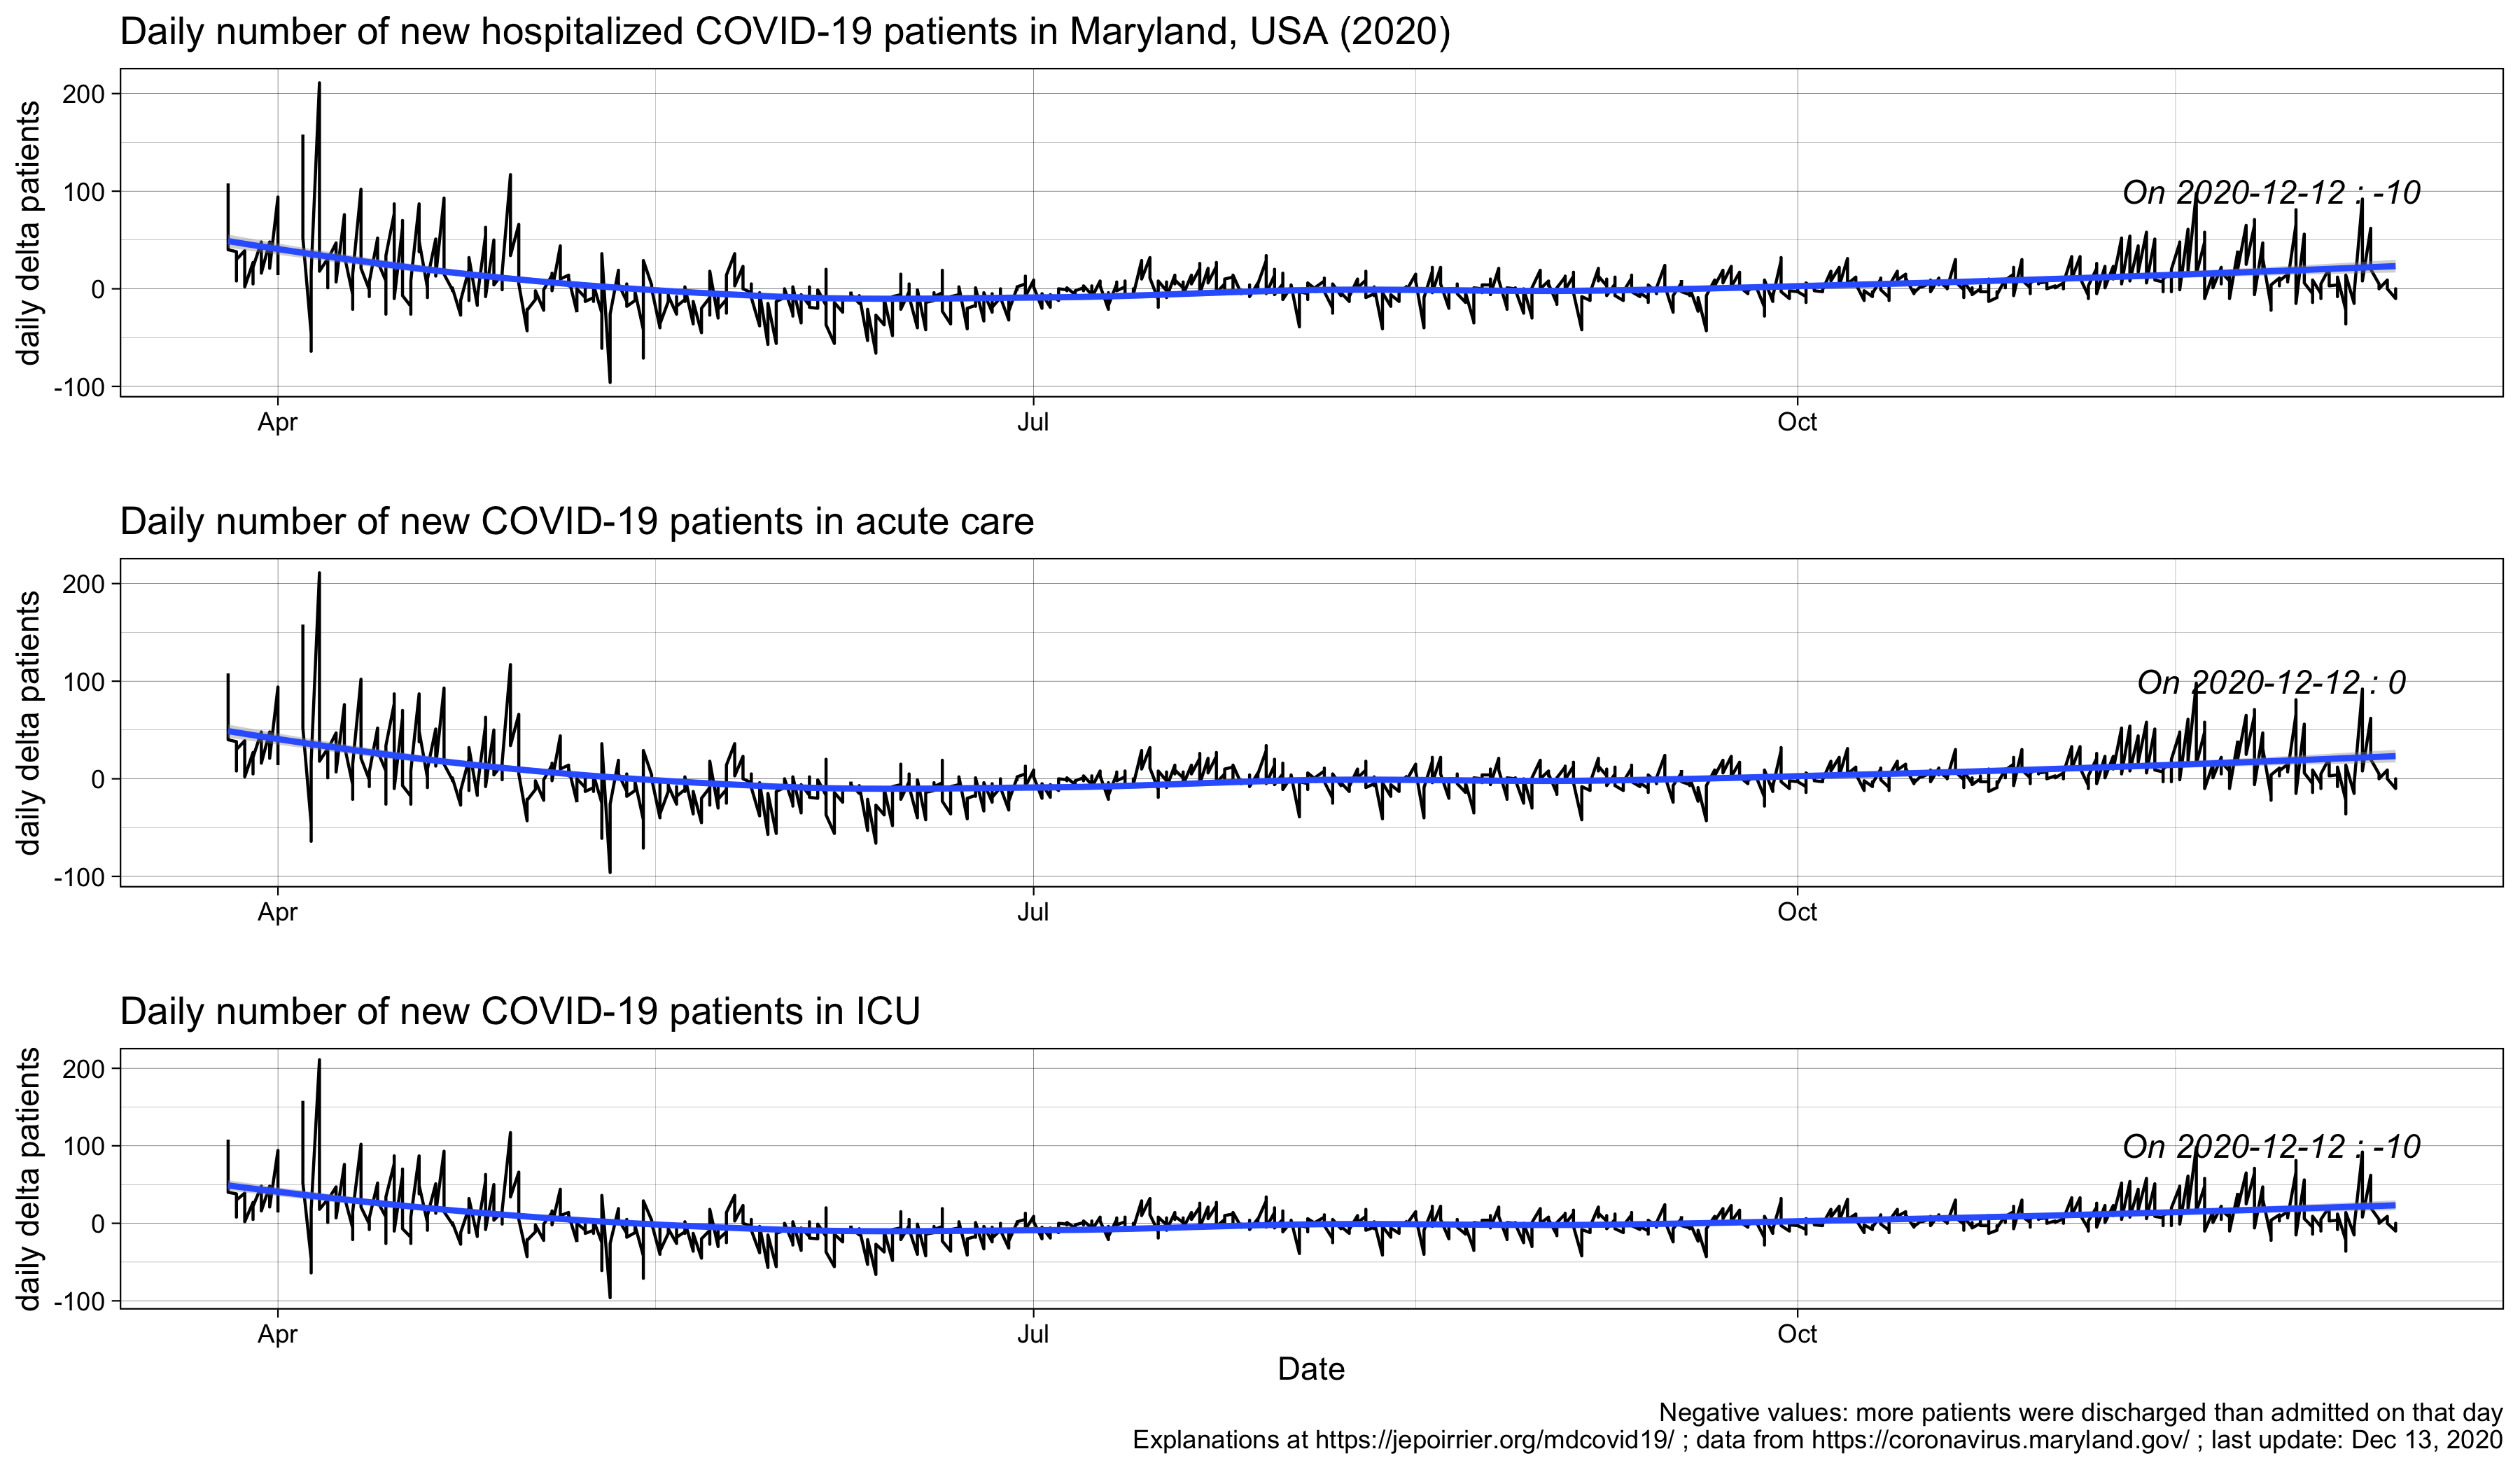 Daily number of new hospitalized COVID-19 patients in Maryland, USA (2020)
daily delta patients
200
100
0
-100
On 2020-12-12 : -10
Apr
Jul
Oct
Daily number of new COVID-19 patients in acute care
daily delta patients
200
100
0
-100
On 2020-12-12 : 0
Apr
Jul
Oct
Daily number of new COVID-19 patients in ICU
daily delta patients
200
100
0
-100
On 2020-12-12 : -10
Apr
Jul
Oct
Date
Negative values: more patients were discharged than admitted on that day
Explanations at https://jepoirrier.org/mdcovid19/ ; data from https://coronavirus.maryland.gov/ ; last update: Dec 13, 2020